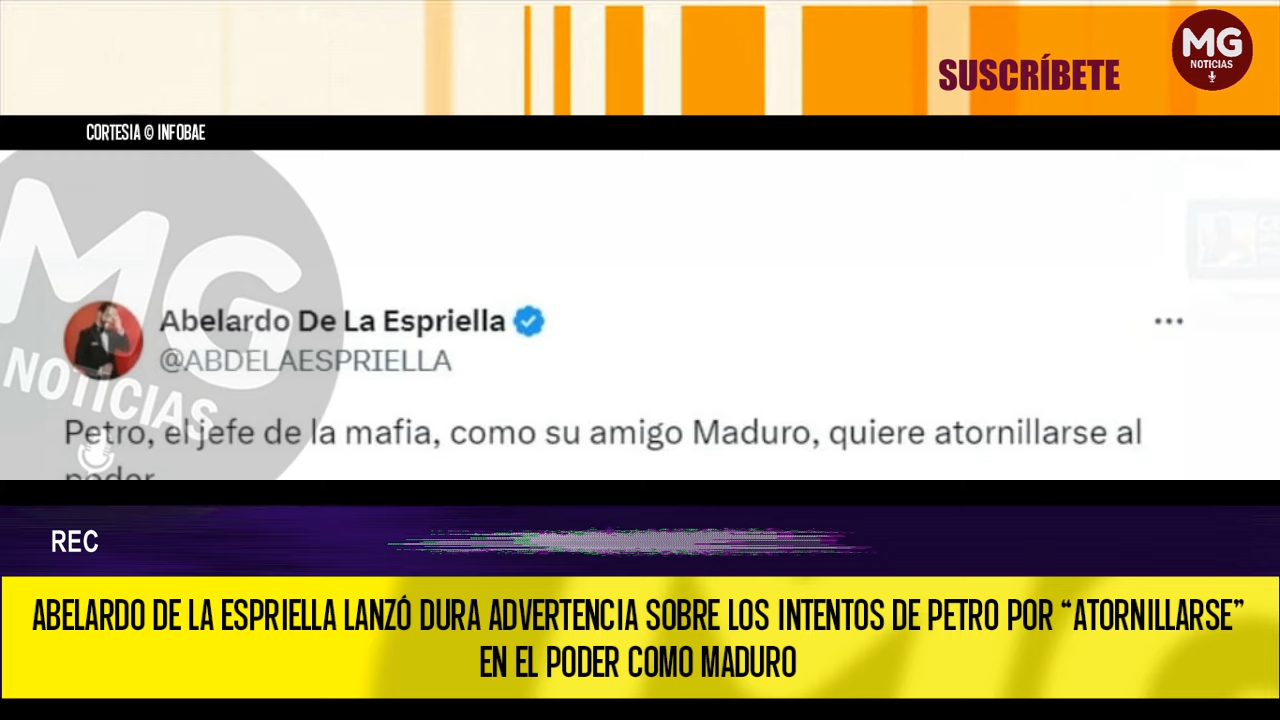 SUSCRÍBETE
MG
NOTICIAS
CORTESIA © INFOBAE
MG
NOTICIAS
Abelardo De La Espriella
@ABDELAESPRIELLA
Petro, el jefe de la mafia, como su amigo Maduro, quiere atornillarse al
poder
REC
ABELARDO DE LA ESPRIELLA LANZÓ DURA ADVERTENCIA SOBRE LOS INTENTOS DE PETRO POR “ATORNILLARSE”
EN EL PODER COMO MADURO